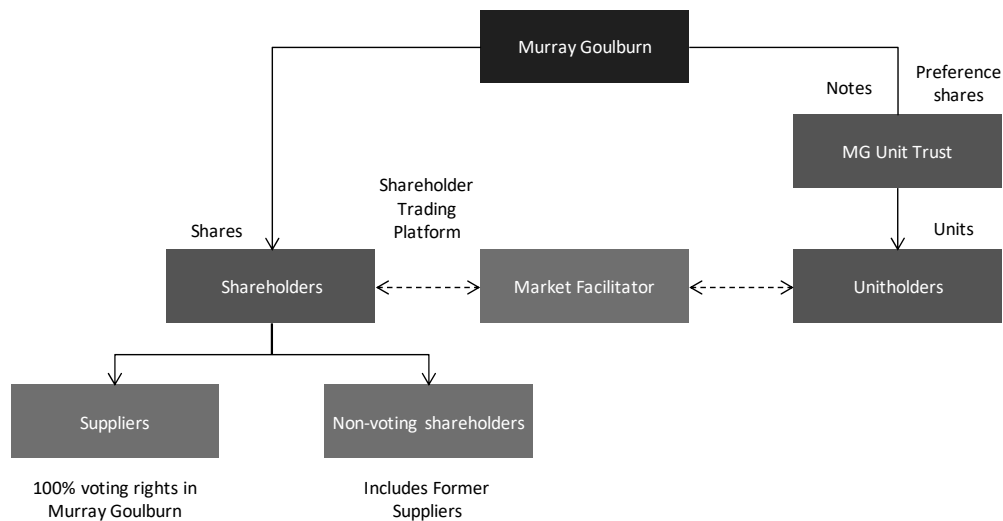 Murray Goulburn
Notes
Preference
shares
MG Unit Trust
Shareholder
Trading
Platform
Shares
Units
Shareholders
Market Facilitator
Unitholders
Suppliers
Non-voting shareholders
100% voting rights in
Murray Goulburn
Includes Former
Suppliers